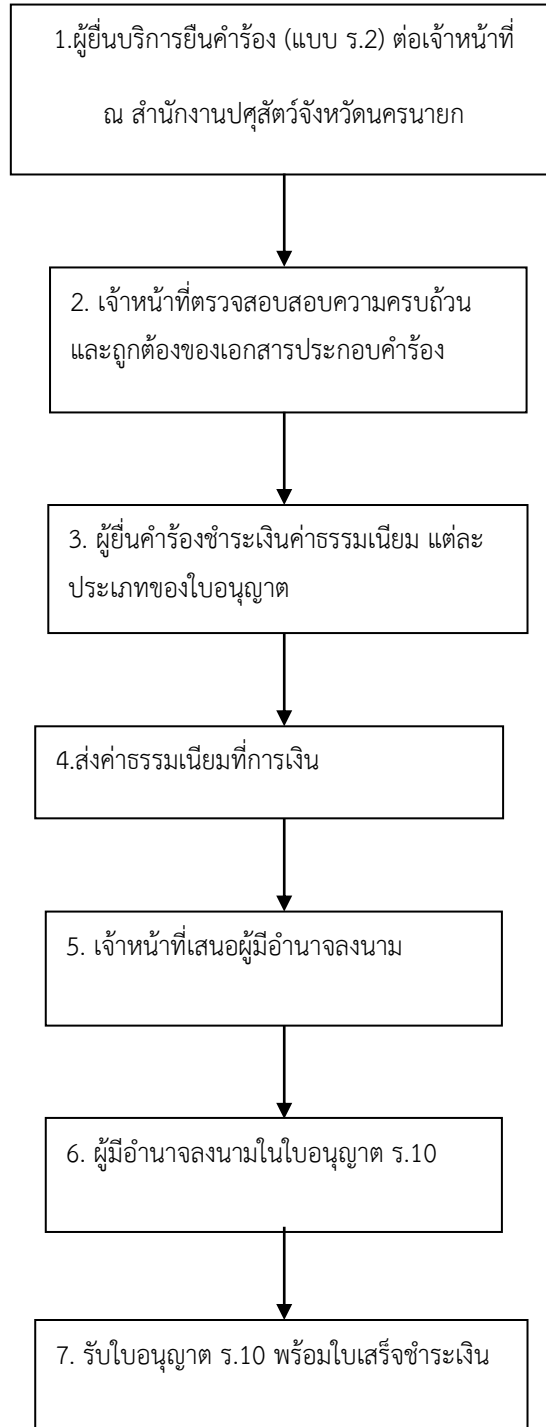 1.ผู้ยื่นบริการยืนคำร้อง (แบบ ร.2) ต่อเจ้าหน้าที่
ณ สำนักงานปศุสัตว์จังหวัดนครนายก
2. เจ้าหน้าที่ตรวจสอบสอบความครบถ้วน
และถูกต้องของเอกสารประกอบคำร้อง
3. ผู้ยื่นคำร้องชำระเงินค่าธรรมเนียม แต่ละ
ประเภทของใบอนุญาต
4.ส่งค่าธรรมเนียมที่การเงิน
5. เจ้าหน้าที่เสนอผู้มีอำนาจลงนาม
6. ผู้มีอำนาจลงนามในใบอนุญาต ร.10
7. รับใบอนุญาต ร.10 พร้อมใบเสร็จชำระเงิน